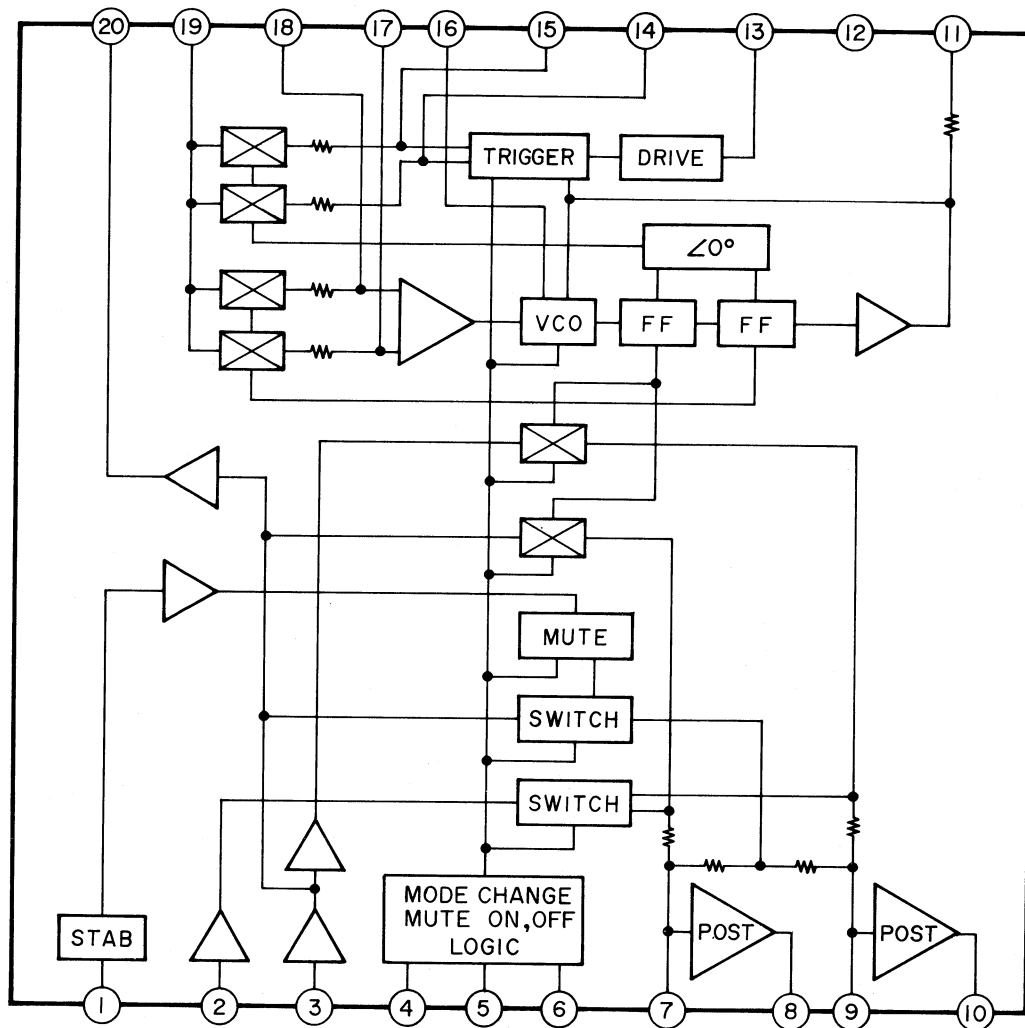 20 19 18 17 16 15 14 13 12 11
TRIGGER
DRIVE
∠0°
VCO
FF
FF
MUTE
SWITCH
SWITCH
MODE CHANGE
MUTE ON,OFF
LOGIC
STAB
P.OST
POST
1 2 3 4 5 6 7 8 9 10